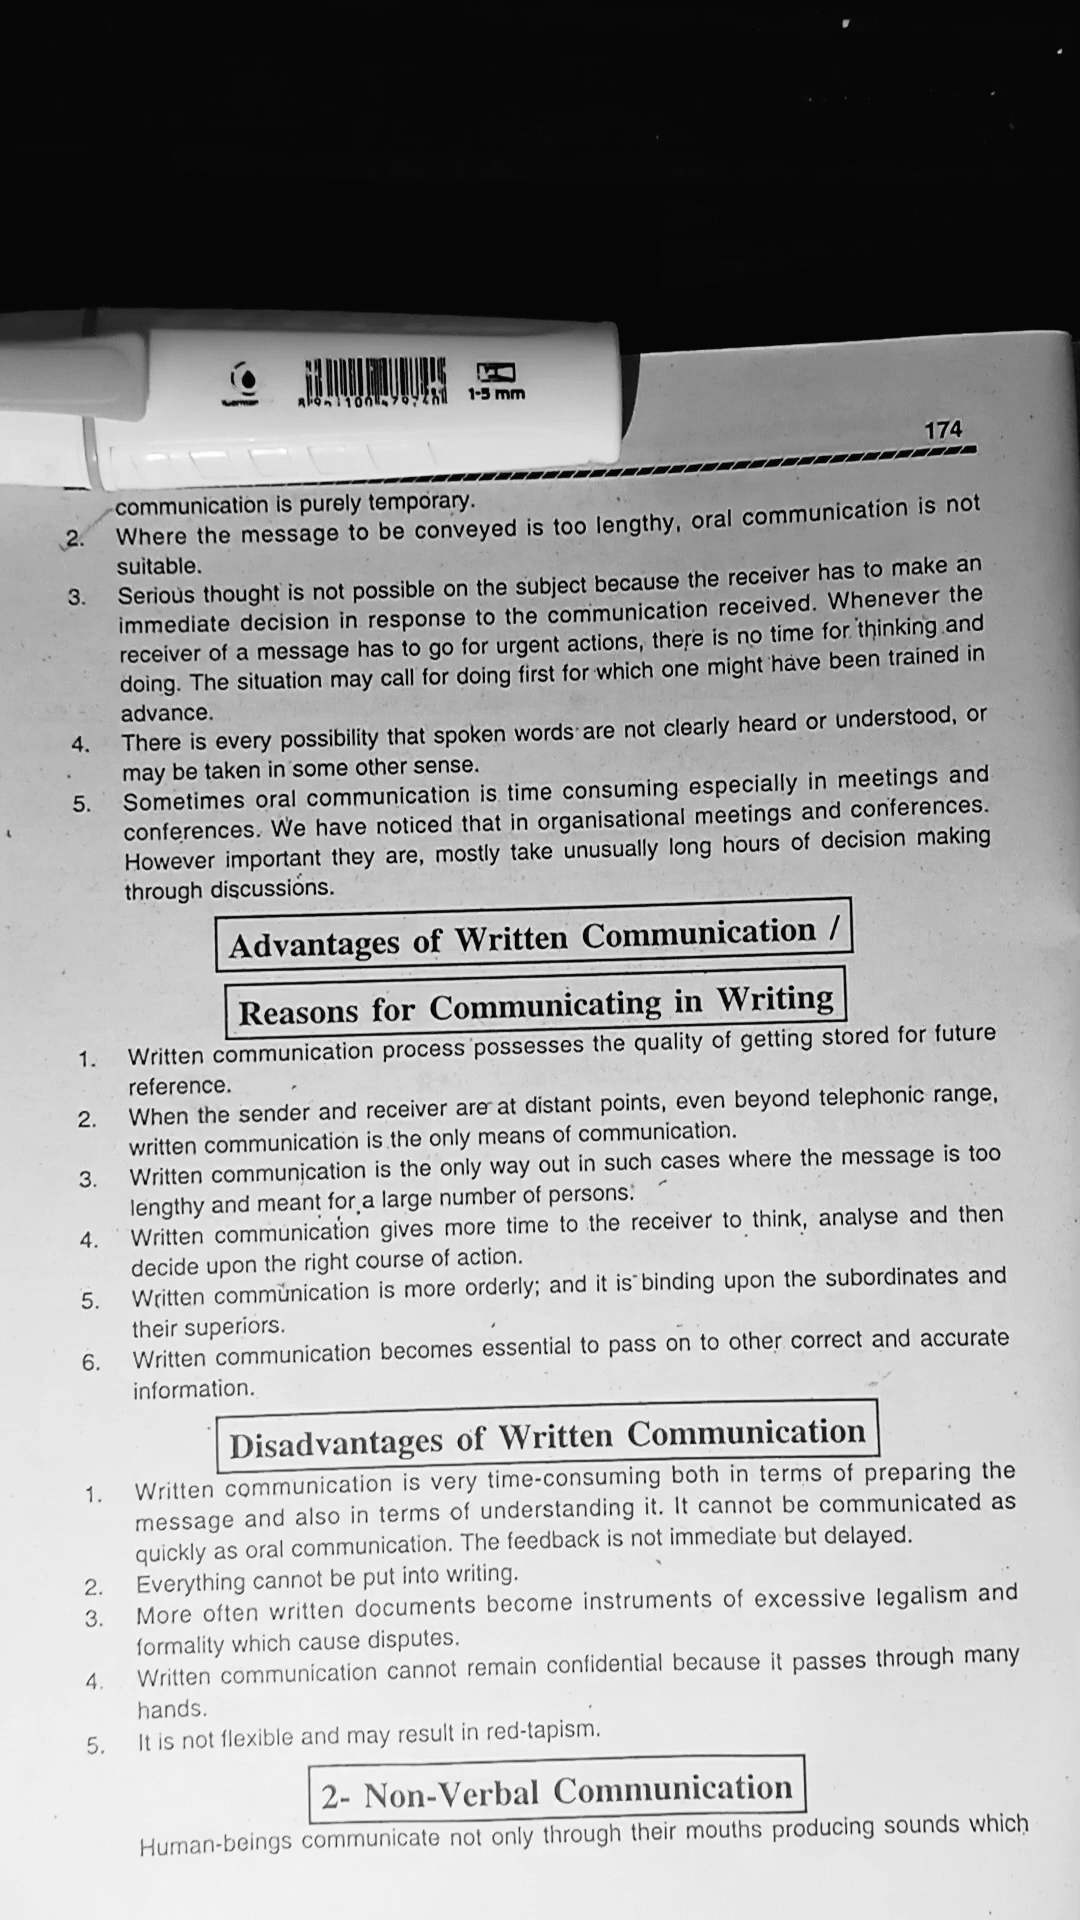 1-5 mm
174
communication is purely temporary.
2. Where the message to be conveyed is too lengthy, oral communication is not
suitable.
3. Serious thought is not possible on the subject because the receiver has to make an
immediate decision in response to the communication received. Whenever the
receiver of a message has to go for urgent actions, there is no time for thinking and
doing. The situation may call for doing first for which one might have been trained in
advance.
4. There is every possibility that spoken words are not clearly heard or understood, or
may be taken in some other sense.
5. Sometimes oral communication is time consuming especially in meetings and
conferences. We have noticed that in organisational meetings and conferences.
However important they are, mostly take unusually long hours of decision making
through discussions.
Advantages of Written Communication /
Reasons for Communicating in Writing
1. Written communication process possesses the quality of getting stored for future
reference.
2. When the sender and receiver are at distant points, even beyond telephonic range,
written communication is the only means of communication.
3. Written communication is the only way out in such cases where the message is too
lengthy and meant for a large number of persons.
4. Written communication gives more time to the receiver to think, analyse and then
decide upon the right course of action.
5. Written communication is more orderly; and it is binding upon the subordinates and
their superiors.
6. Written communication becomes essential to pass on to other correct and accurate
information.
Disadvantages of Written Communication
1. Written communication is very time-consuming both in terms of preparing the
message and also in terms of understanding it. It cannot be communicated as
quickly as oral communication. The feedback is not immediate but delayed.
2. Everything cannot be put into writing.
3. More often written documents become instruments of excessive legalism and
formality which cause disputes.
4. Written communication cannot remain confidential because it passes through many
hands.
5. It is not flexible and may result in red-tapism.
2- Non-Verbal Communication
Human-beings communicate not only through their mouths producing sounds which